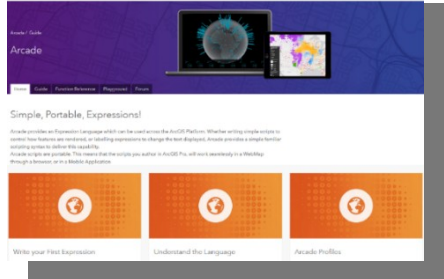 Arcade / Guide
Arcade
Home Guide Function Reference Playground Forum
Simple, Portable, Expressions!
Arcade provides an Expression Language which can be used across the ArcGIS Platform. Whether writing simple scripts to
control how features are rendered, or labelling expressions to change the text displayed. Arcade provides a simple familiar
scripting syntax to deliver this capability.
Arcade scripts are portable. This means that the scripts you author in ArcGIS Pro, will work seamlessly in a WebMap
through a browser, or in a Mobile Application
Write your First Expression Understand the Language Arcade Profiles